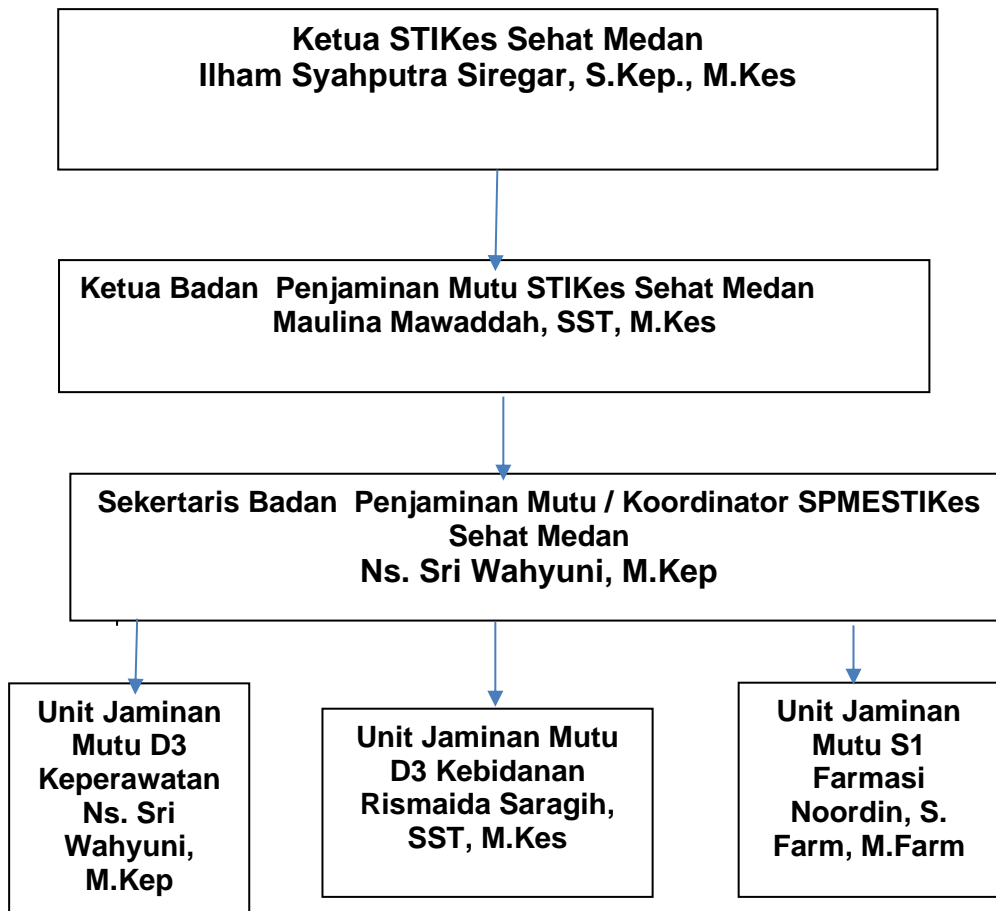 Ketua STIKes Sehat Medan
Ilham Syahputra Siregar, S.Kep., M.Kes
Ketua Badan Penjaminan Mutu STIKes Sehat Medan
Maulina Mawaddah, SST, M.Kes
Sekertaris Badan Penjaminan Mutu / Koordinator SPMESTIKes
Sehat Medan
Ns. Sri Wahyuni, M.Kep
Unit Jaminan
Mutu D3
Keperawatan
Ns. Sri
Wahyuni,
M.Kep
Unit Jaminan Mutu
D3 Kebidanan
Rismaida Saragih,
SST, M.Kes
Unit Jaminan
Mutu S1
Farmasi
Noordin, S.
Farm, M.Farm